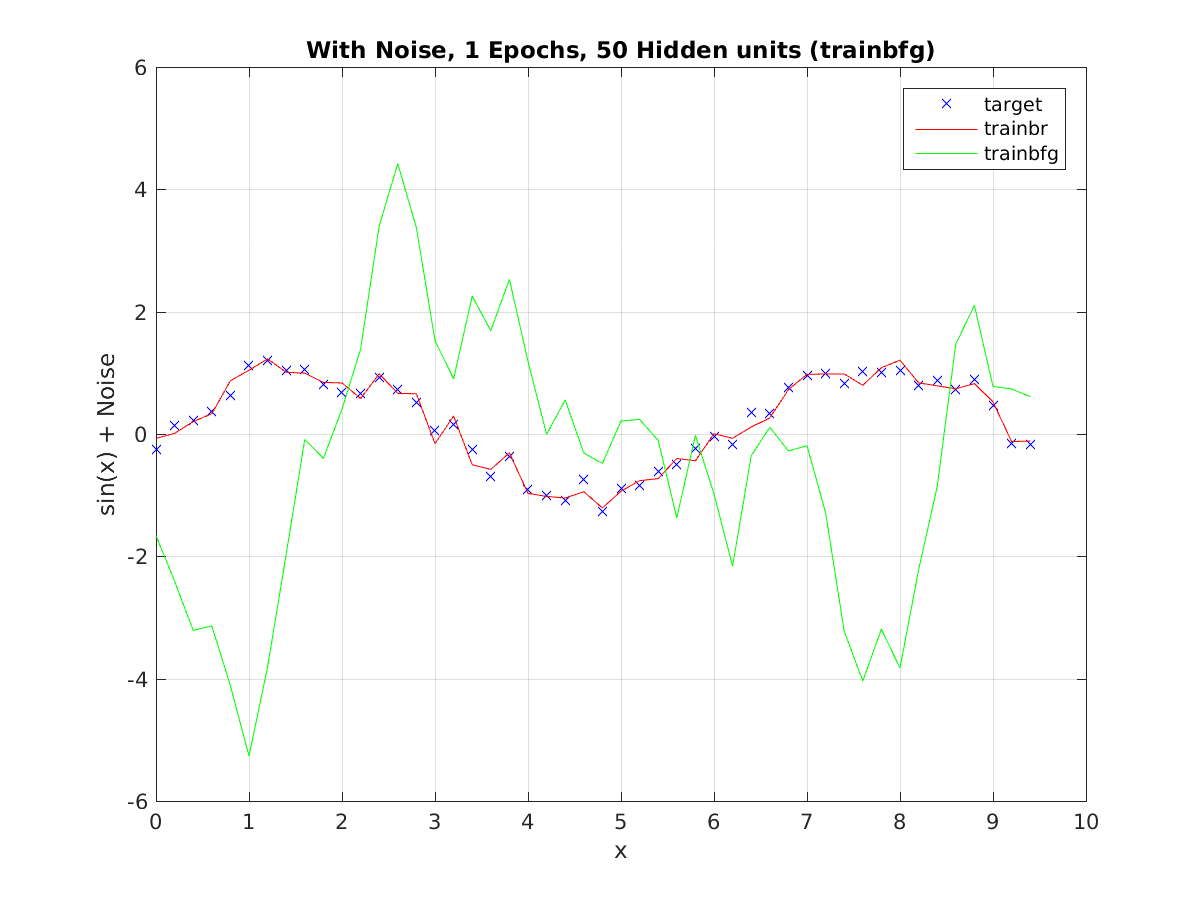 With Noise, 1 Epochs, 50 Hidden units (trainbfg)
target
trainbr
trainbfg
sin(x) + Noise
6
4
2
0
-2
-4
-6
0 1 2 3 4 5 6 7 8 9 10
x